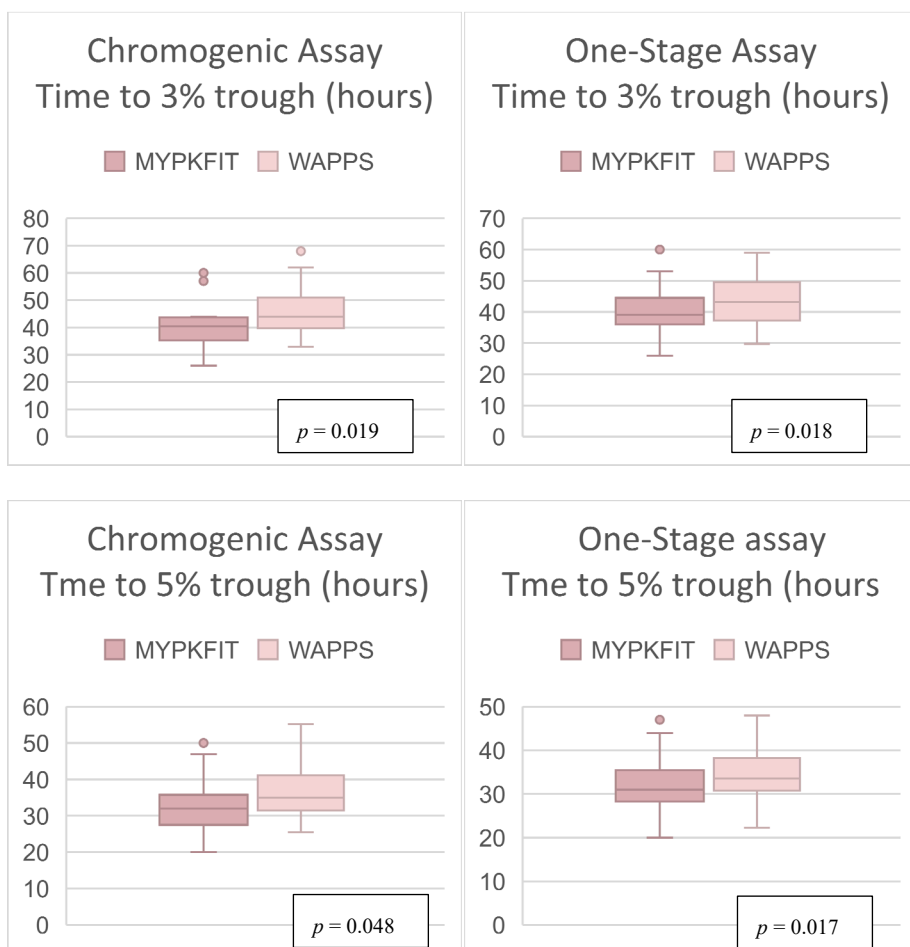 Chromogenic Assay
Time to 3% trough (hours)
MYPKFIT WAPPS
80
70
60
50
40
30
20
10
0
p = 0.019
One-Stage Assay
Time to 3% trough (hours)
MYPKFIT WAPPS
70
60
50
40
30
20
10
0
p = 0.018
Chromogenic Assay
Tme to 5% trough (hours)
MYPKFIT WAPPS
60
50
40
30
20
10
0
p = 0.048
One-Stage assay
Tme to 5% trough (hours
MYPKFIT WAPPS
50
40
30
20
10
0
p = 0.017